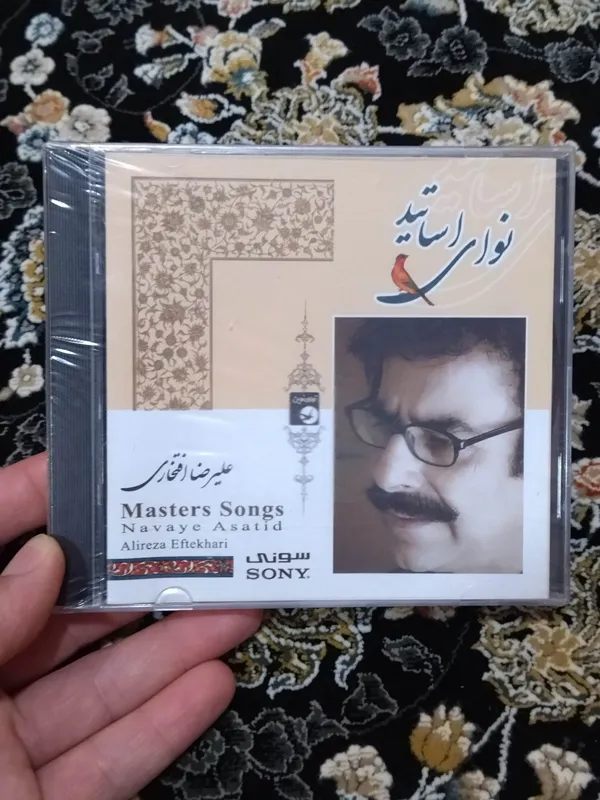 نوای اساتید
علیرضا افتخاری
Masters Songs
Navaye Asatid
Alireza Eftekhari
سونی
SONY.